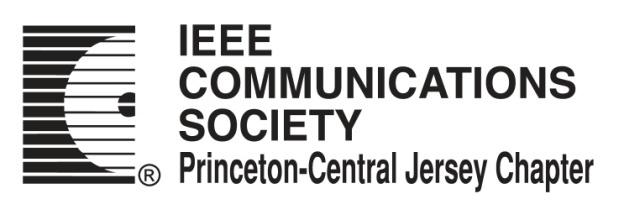 IEEE
COMMUNICATIONS
SOCIETY
® Princeton-Central Jersey Chapter